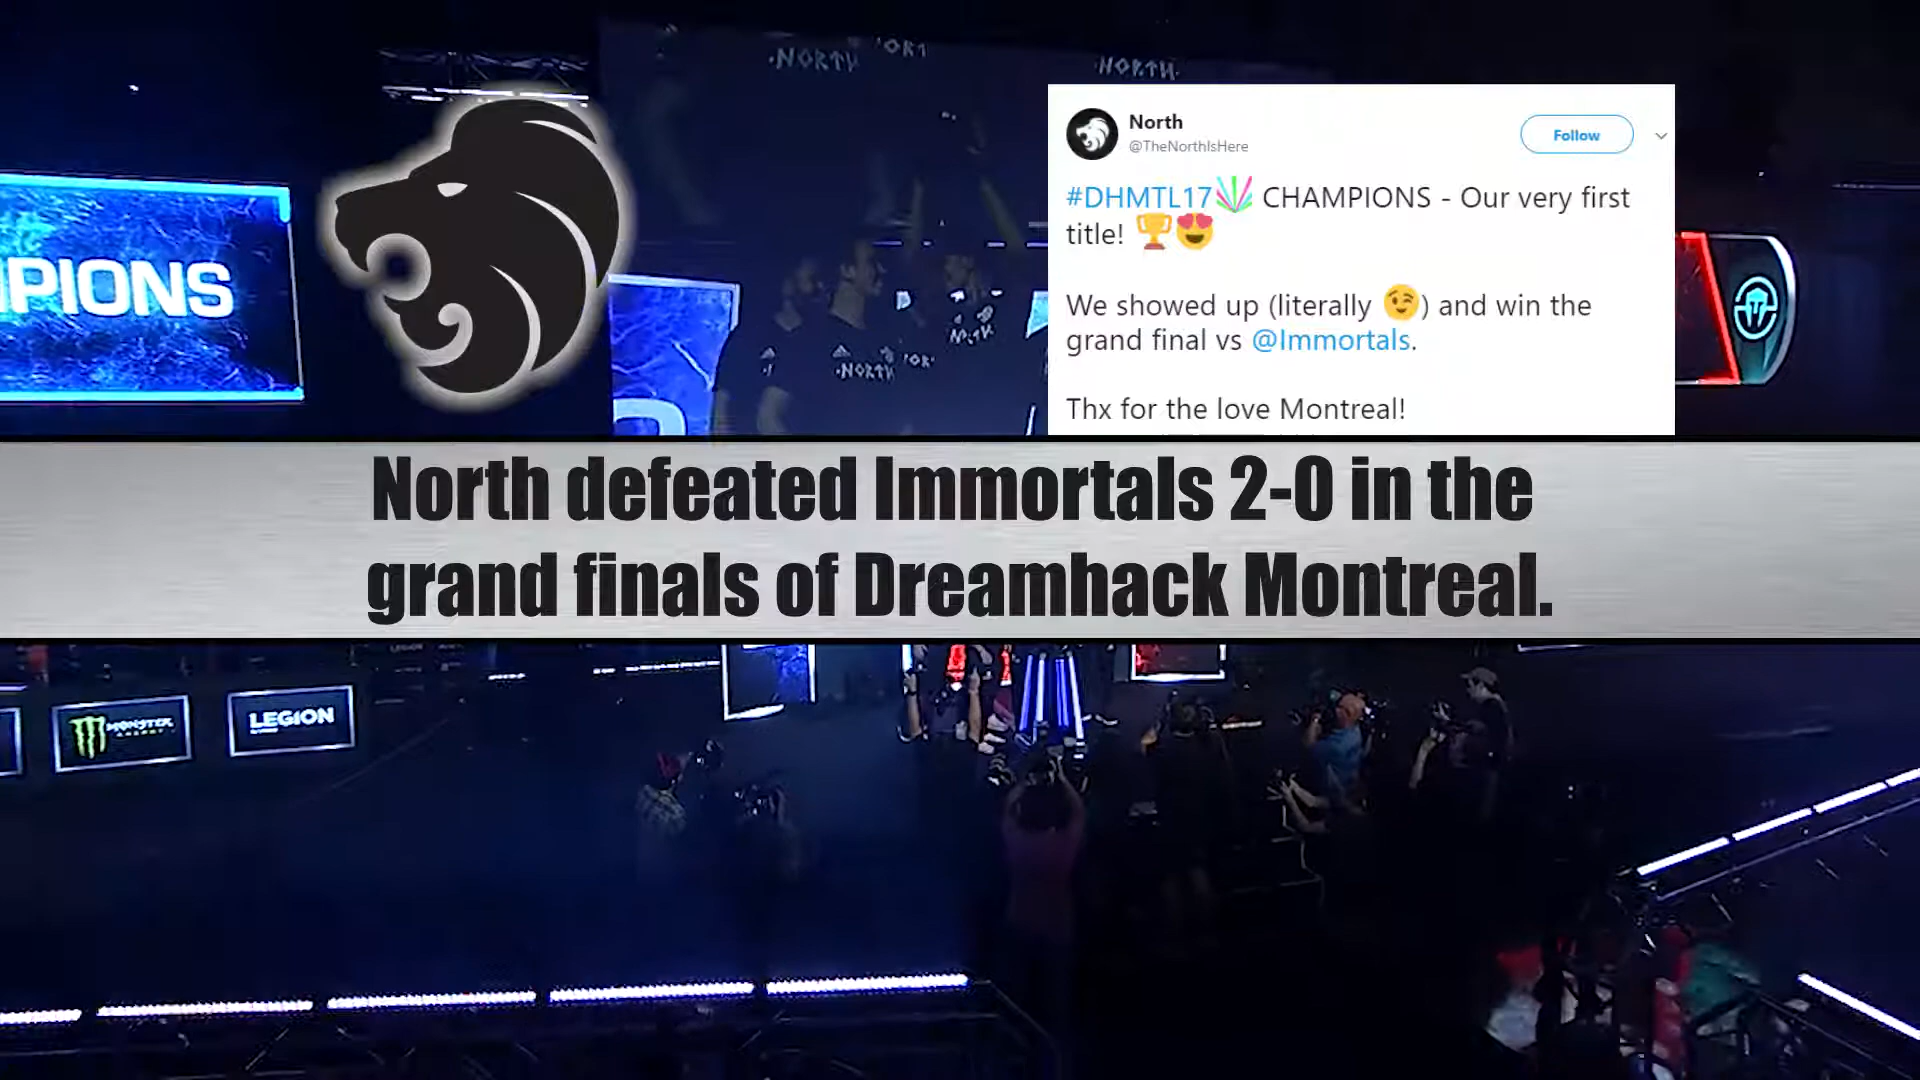 ·NORTH
·NORTH·
North
@TheNorthIsHere
Follow
#DHMTL17 CHAMPIONS - Our very first
title! 🏆😍
We showed up (literally 😉) and win the
grand final vs @Immortals.
Thx for the love Montreal!
PIONS
·NORTH
North defeated Immortals 2-0 in the
grand finals of Dreamhack Montreal.
MONSTER
ENERGY
LEGION